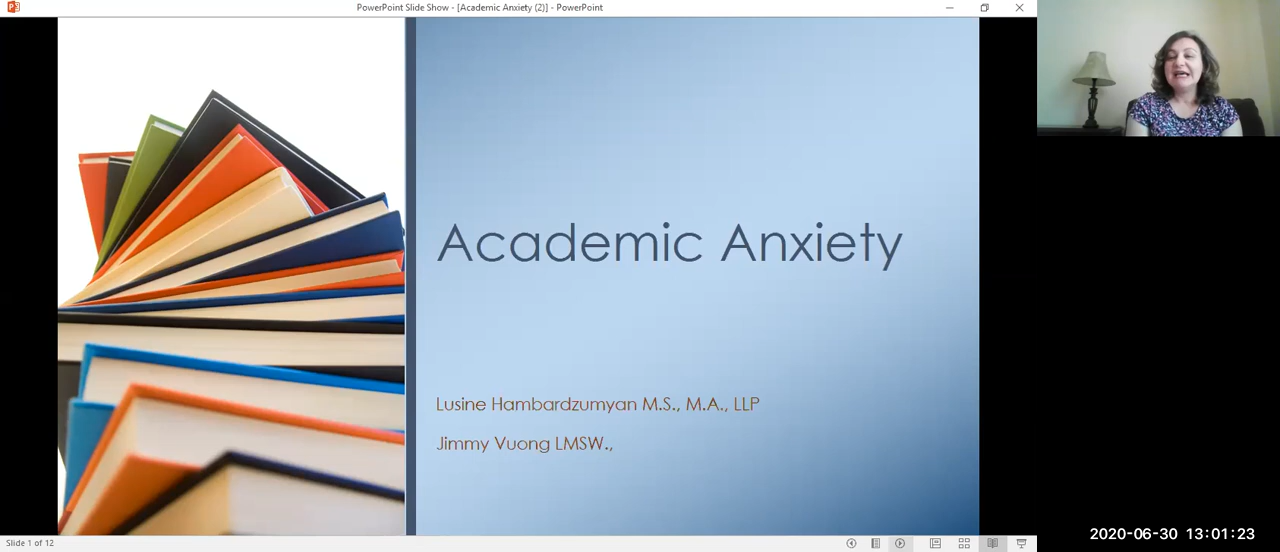 PowerPoint Slide Show - [Academic Anxiety (2)] - PowerPoint
Academic Anxiety
Lusine Hambardzumyan M.S., M.A., LLP
Jimmy Vuong LMSW.,
Slide 1 of 12
2020-06-30 13:01:23